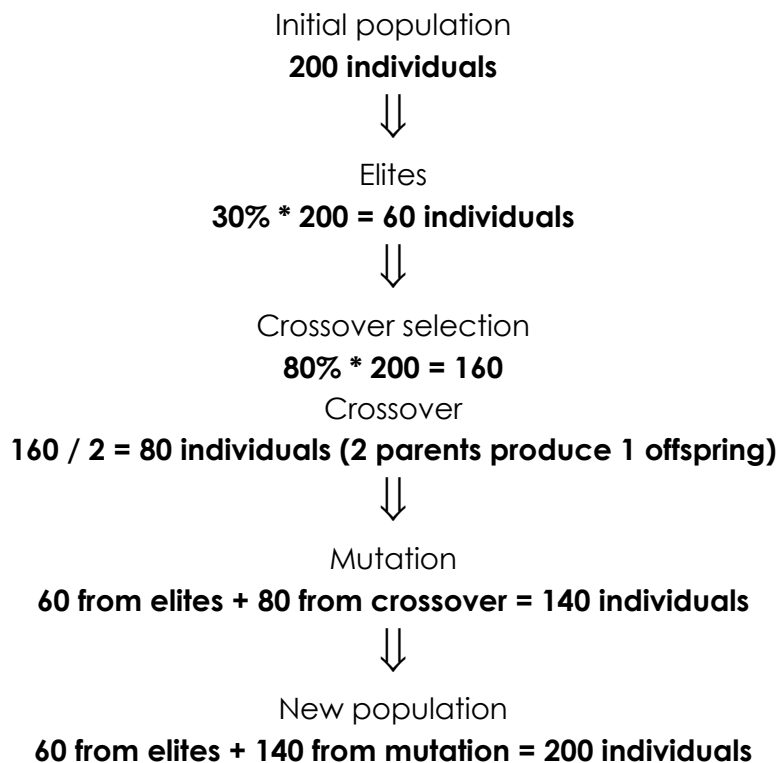 Initial population
200 individuals
⇓
Elites
30% * 200 = 60 individuals
⇓
Crossover selection
80% * 200 = 160
Crossover
160 / 2 = 80 individuals (2 parents produce 1 offspring)
⇓
Mutation
60 from elites + 80 from crossover = 140 individuals
⇓
New population
60 from elites + 140 from mutation = 200 individuals